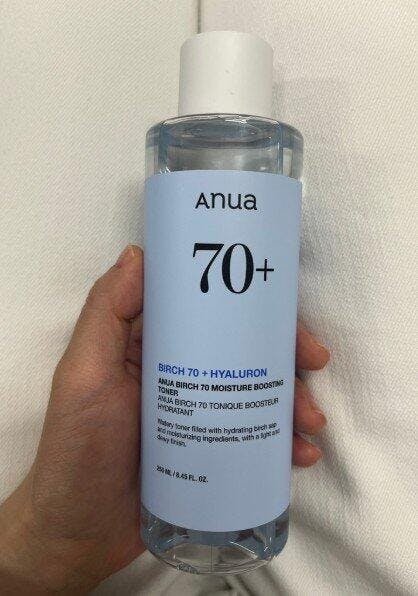 Anua
70+
BIRCH 70 + HYALURON
ANUA BIRCH 70 MOISTURE BOOSTING
TONER
ANUA BIRCH 70 TONIQUE BOOSTEUR
HYDRATANT
Watery toner filled with hydrating birch sap
and moisturizing ingredients, with a light and
dewy finish.
250 ML / 8.45 FL. OZ.